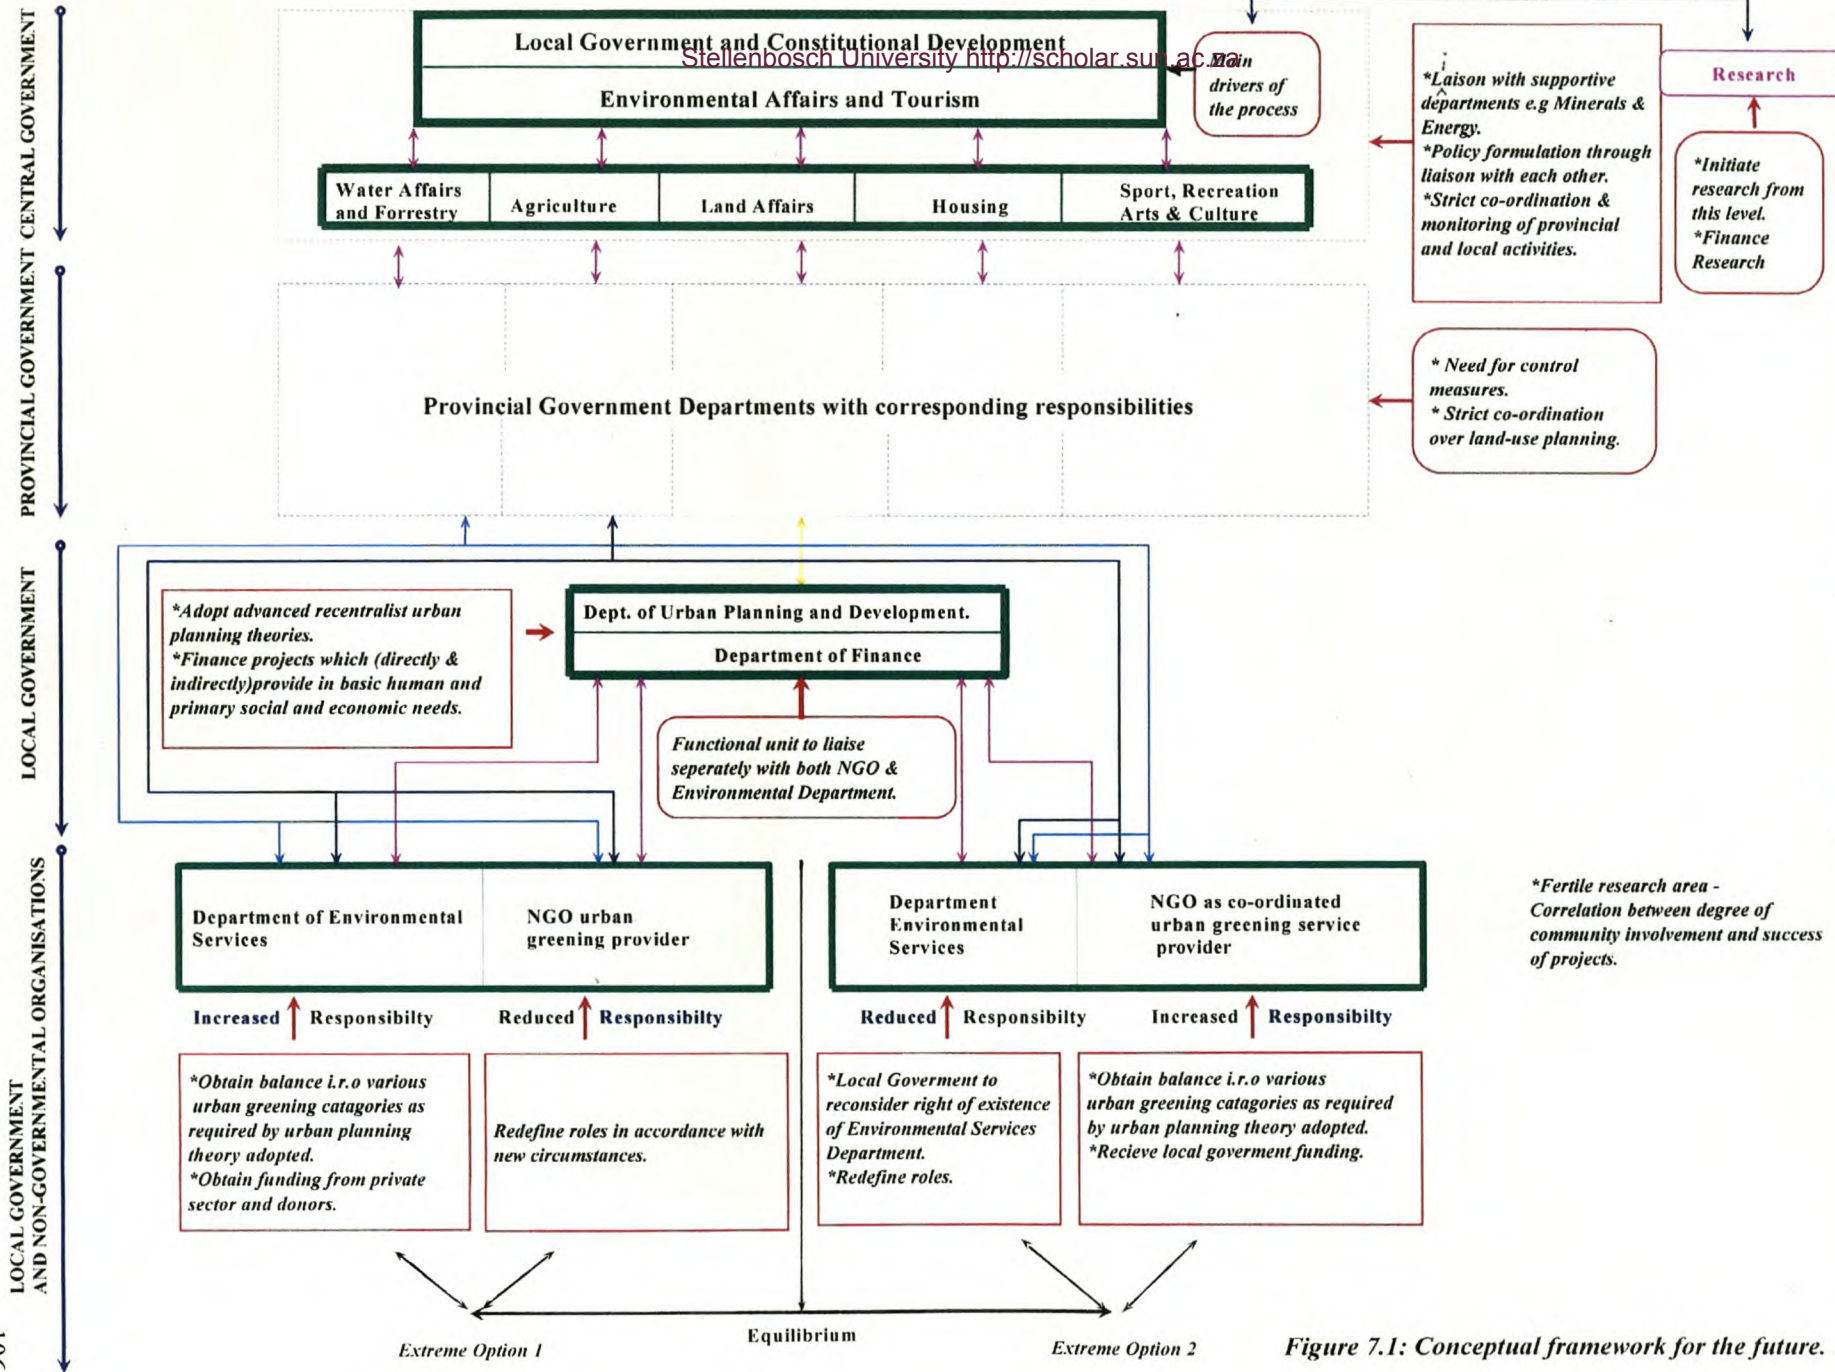 CENTRAL GOVERNMENT
Local Government and Constitutional Development
Stellenbosch University http://scholar.sun.ac.za
Environmental Affairs and Tourism
Main
drivers of
the process
Water Affairs
and Forrestry
Agriculture
Land Affairs
Housing
Sport, Recreation
Arts & Culture
*Liaison with supportive
departments e.g Minerals &
Energy.
*Policy formulation through
liaison with each other.
*Strict co-ordination &
monitoring of provincial
and local activities.
Research
*Initiate
research from
this level.
*Finance
Research
PROVINCIAL GOVERNMENT
Provincial Government Departments with corresponding responsibilities
* Need for control
measures.
* Strict co-ordination
over land-use planning.
LOCAL GOVERNMENT
*Adopt advanced recentralist urban
planning theories.
*Finance projects which (directly &
indirectly)provide in basic human and
primary social and economic needs.
Dept. of Urban Planning and Development.
Department of Finance
Functional unit to liaise
seperately with both NGO &
Environmental Department.
LOCAL GOVERNMENT
AND NON-GOVERNMENTAL ORGANISATIONS
Department of Environmental
Services
NGO urban
greening provider
Department
Environmental
Services
NGO as co-ordinated
urban greening service
provider
*Fertile research area -
Correlation between degree of
community involvement and success
of projects.
Increased Responsibilty
Reduced Responsibilty
Reduced Responsibilty
Increased Responsibilty
*Obtain balance i.r.o various
urban greening catagories as
required by urban planning
theory adopted.
*Obtain funding from private
sector and donors.
Redefine roles in accordance with
new circumstances.
*Local Goverment to
reconsider right of existence
of Environmental Services
Department.
*Redefine roles.
*Obtain balance i.r.o various
urban greening catagories as required
by urban planning theory adopted.
*Recieve local goverment funding.
Extreme Option 1
Equilibrium
Extreme Option 2
Figure 7.1: Conceptual framework for the future.